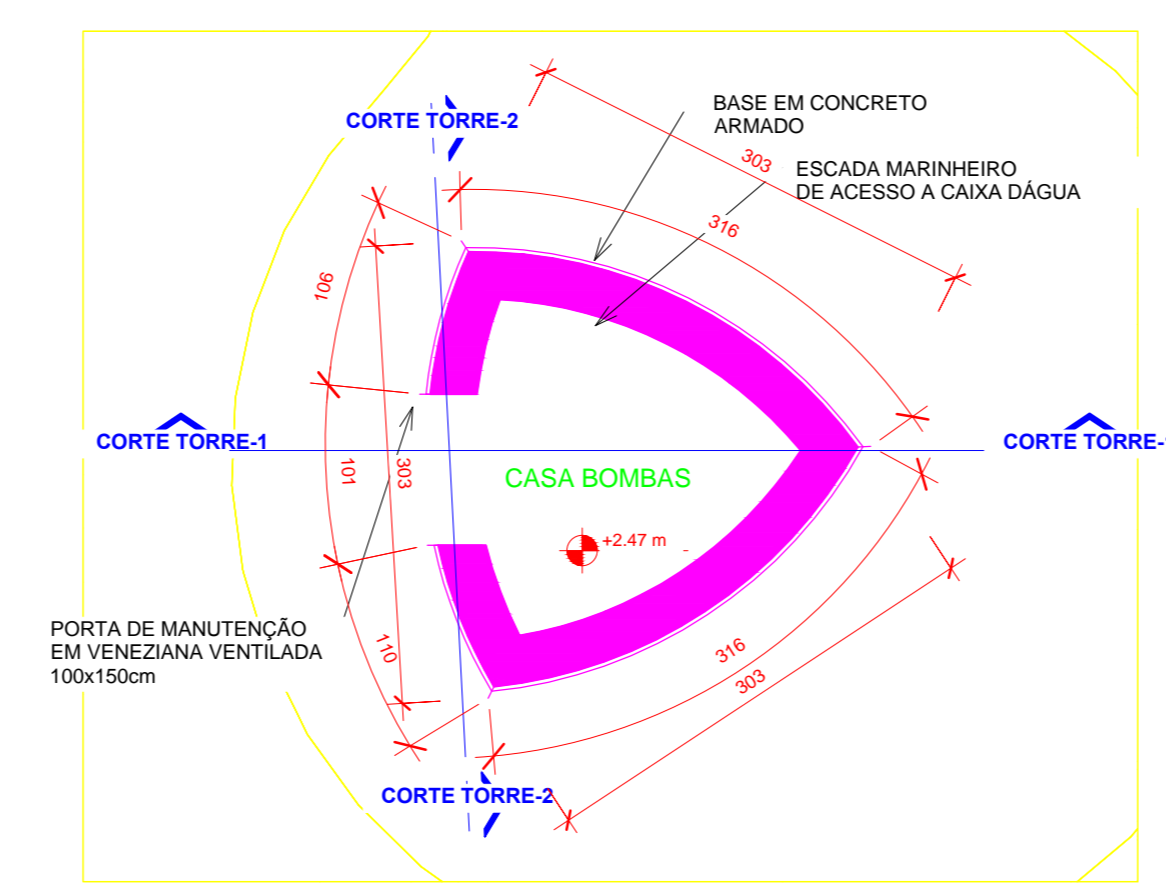 BASE EM CONCRETO
ARMADO
CORTE TORRE-2
303
ESCADA MARINHEIRO
DE ACESSO A CAIXA DÁGUA
316
106
CORTE TORRE-1
CORTE TORRE-
101
303
CASA BOMBAS
+2.47 m
-
PORTA DE MANUTENÇÃO
EM VENEZIANA VENTILADA
100x150cm
110
316
303
CORTE TORRE-2